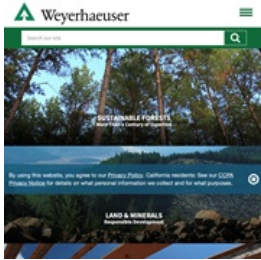 Weyerhaeuser
Search our site
SUSTAINABLE FORESTS
More Than a Century of Expertise
By using this website, you agree to our Privacy Policy. California residents: See our CCPA
Privacy Notice for details on what personal information we collect and for what purposes.
LAND & MINERALS
Responsible Development